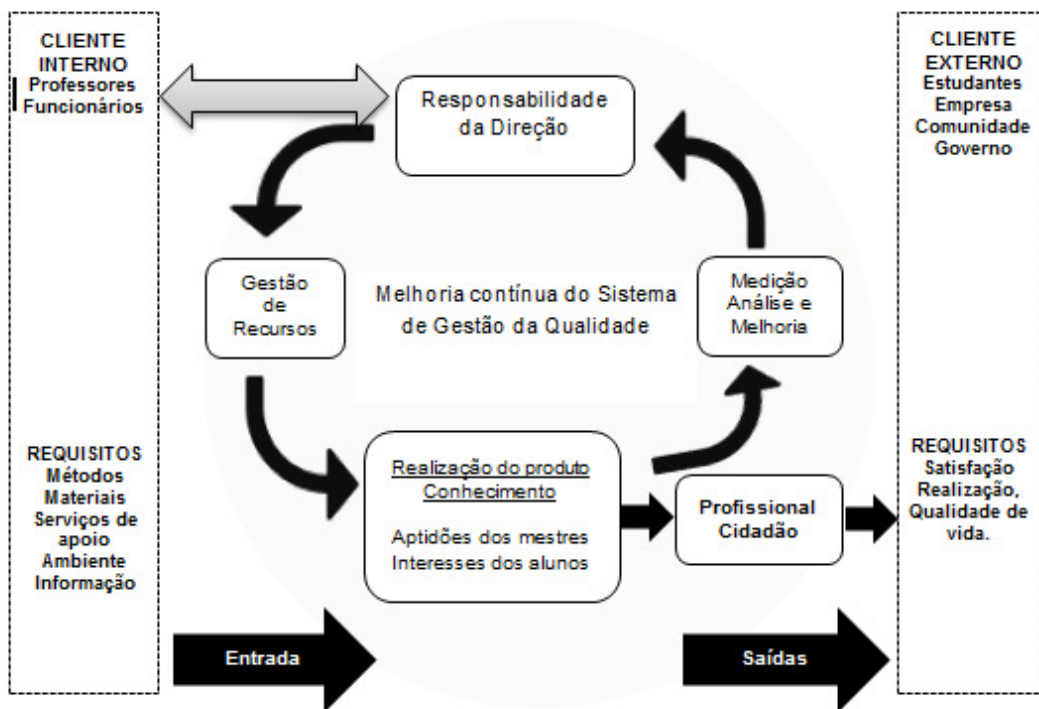 CLIENTE
INTERNO
Professores
Funcionários
REQUISITOS
Métodos
Materiais
Serviços de
apoio
Ambiente
Informação
Responsabilidade
da Direção
Gestão
de
Recursos
Melhoria contínua do Sistema
de Gestão da Qualidade
Medição
Análise e
Melhoria
Realização do produto
Conhecimento
Aptidões dos mestres
Interesses dos alunos
Profissional
Cidadão
Entrada
Saídas
CLIENTE
EXTERNO
Estudantes
Empresa
Comunidade
Governo
REQUISITOS
Satisfação
Realização,
Qualidade de
vida.